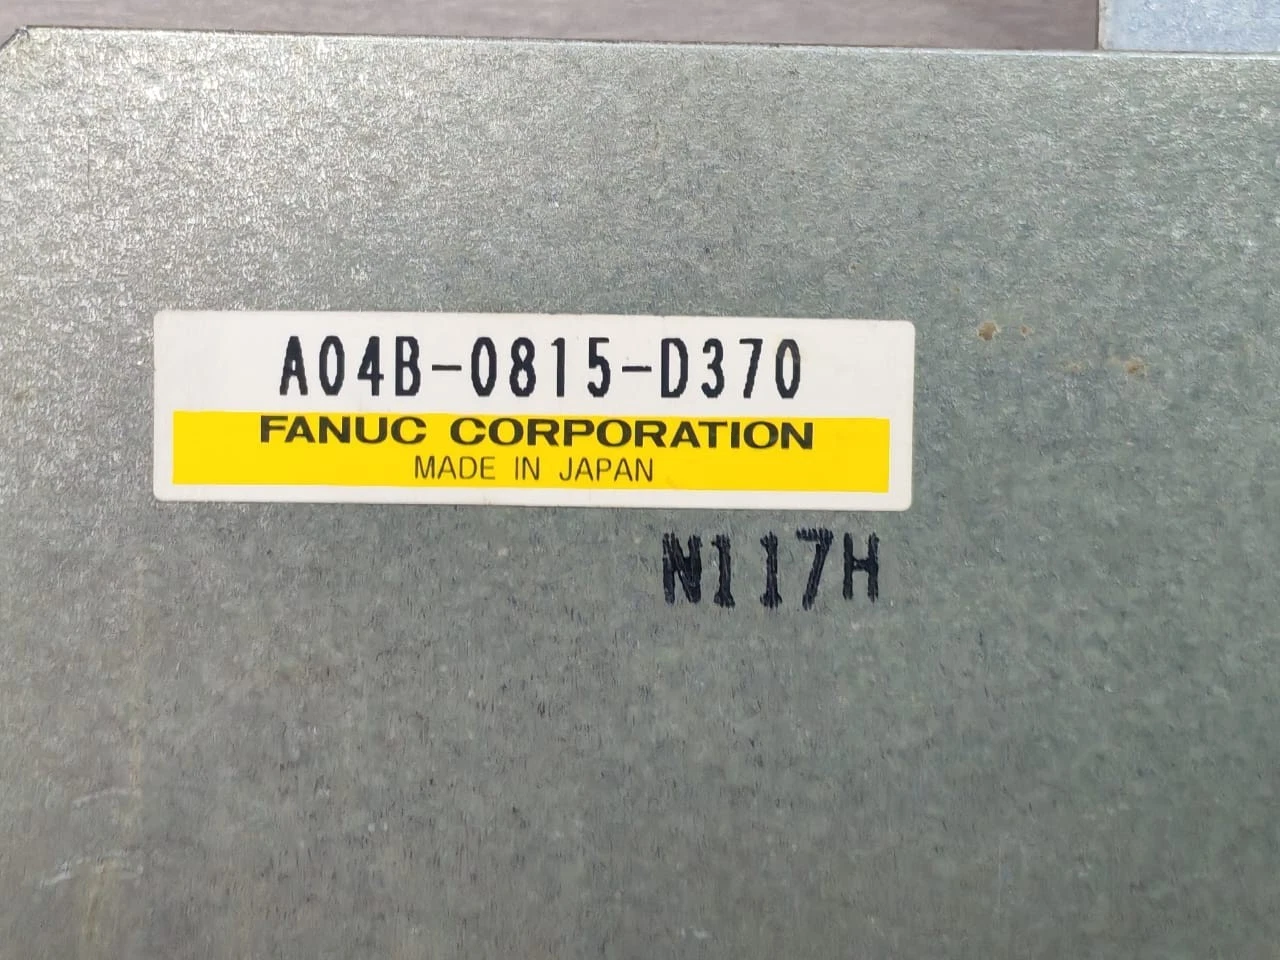 A04B-0815-D370
FANUC CORPORATION
MADE IN JAPAN
N117H